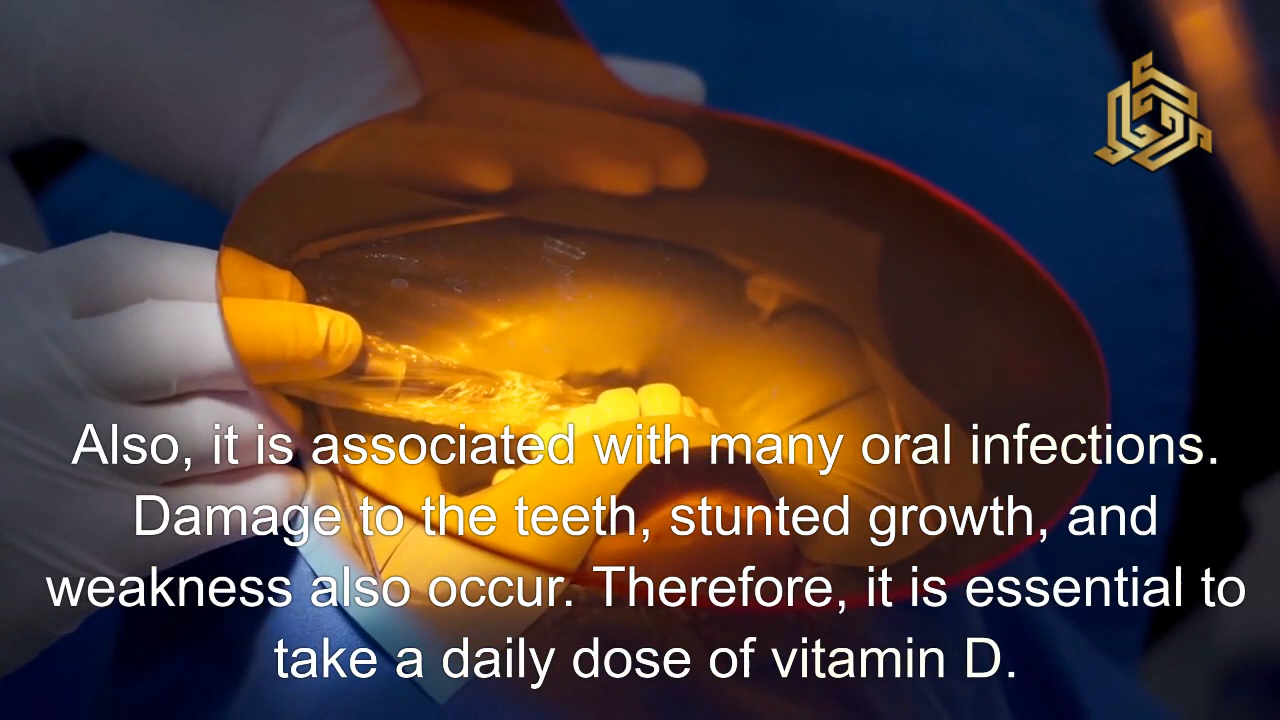 Also, it is associated with many oral infections.
Damage to the teeth, stunted growth, and
weakness also occur. Therefore, it is essential to
take a daily dose of vitamin D.